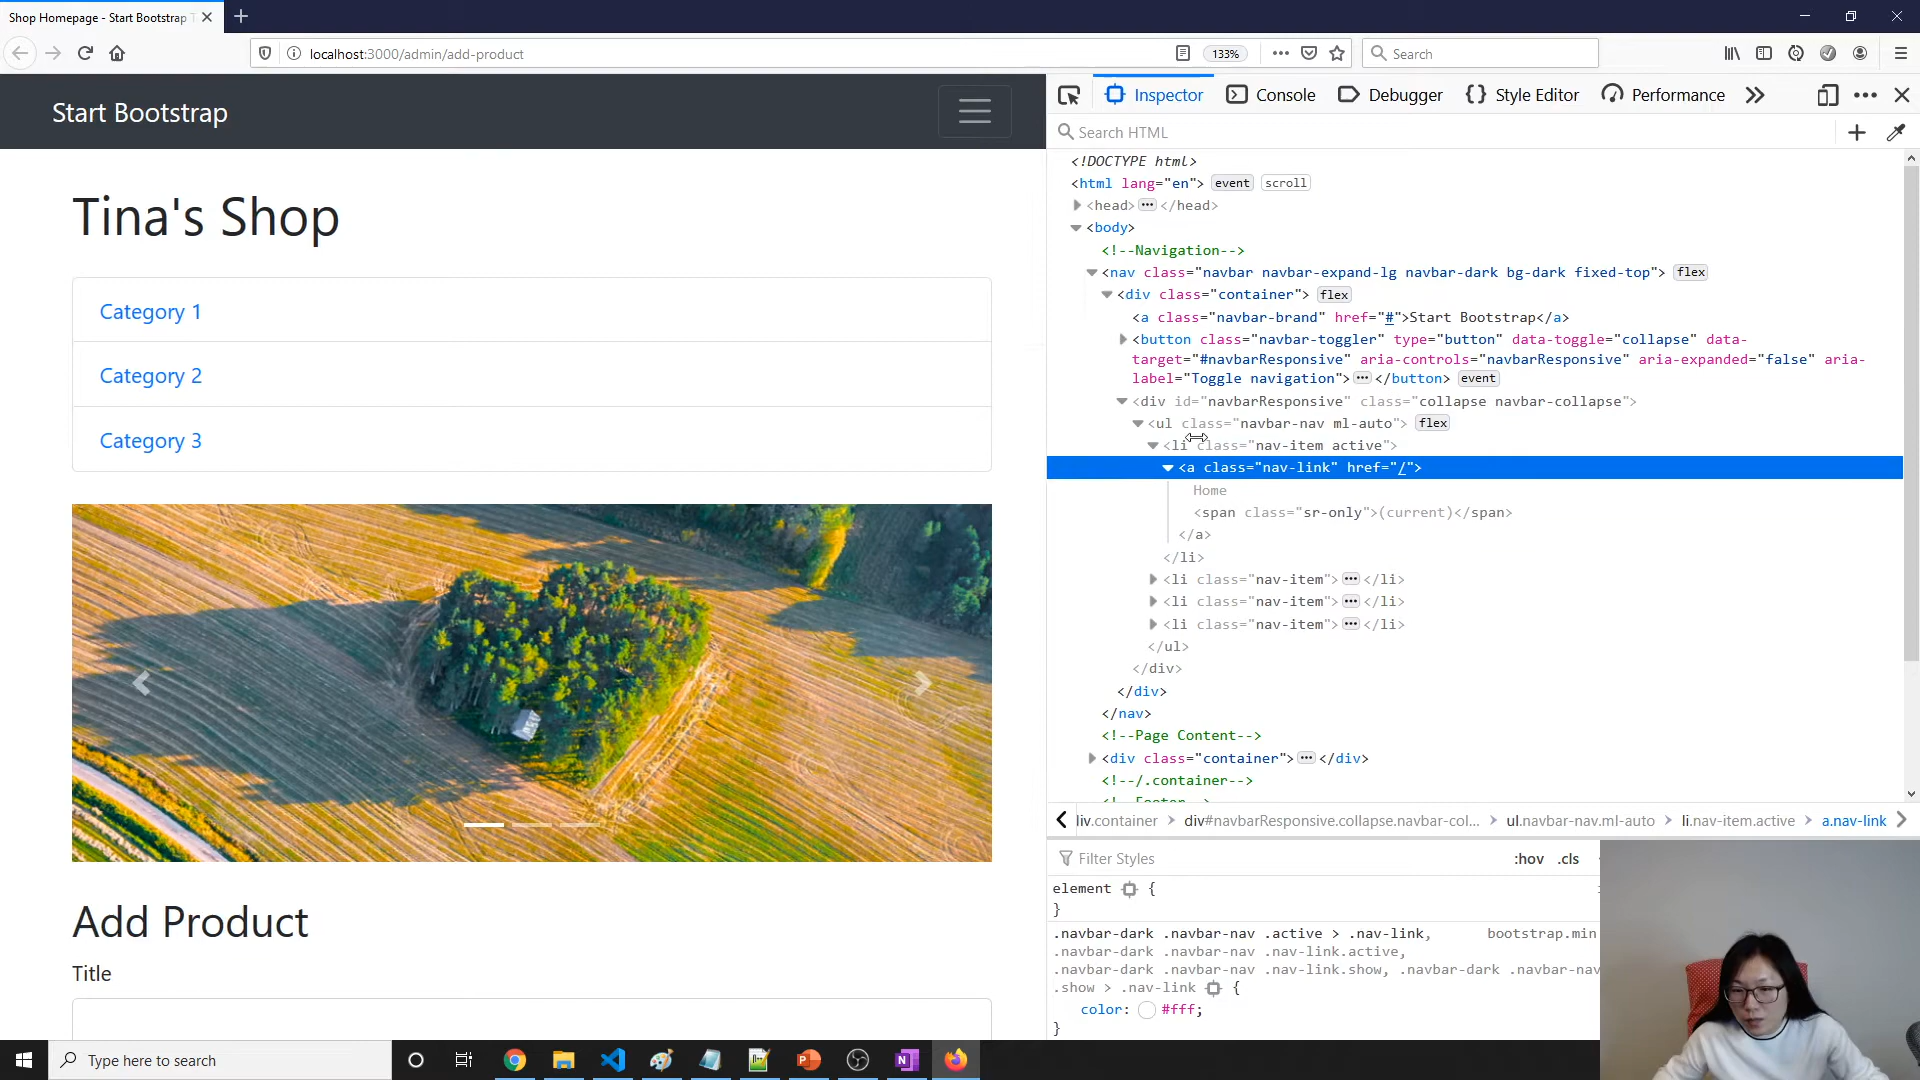 Shop Homepage - Start Bootstrap T
localhost:3000/admin/add-product
133%
Search
Start Bootstrap
Tina's Shop
Category 1
Category 2
Category 3
Add Product
Title
Inspector
Console
Debugger
Style Editor
Performance
Search HTML
<!DOCTYPE html>
<html lang="en"> event scroll
<head> ••• </head>
<body>
<!--Navigation-->
<nav class="navbar navbar-expand-lg navbar-dark bg-dark fixed-top"> flex
<div class="container"> flex
<a class="navbar-brand" href="#">Start Bootstrap</a>
<button class="navbar-toggler" type="button" data-toggle="collapse" data-
target="#navbarResponsive" aria-controls="navbarResponsive" aria-expanded="false" aria-
label="Toggle navigation"> ••• </button> event
<div id="navbarResponsive" class="collapse navbar-collapse">
<ul class="navbar-nav ml-auto"> flex
<li class="nav-item active">
<a class="nav-link" href="/">
Home
<span class="sr-only">(current)</span>
</a>
</li>
<li class="nav-item"> ••• </li>
<li class="nav-item"> ••• </li>
<li class="nav-item"> ••• </li>
</ul>
</div>
</div>
</nav>
<!--Page Content-->
<div class="container"> ••• </div>
<!--/.container-->
<!--Footer-->
div.container > div#navbarResponsive.collapse.navbar-col... > ul.navbar-nav.ml-auto > li.nav-item.active > a.nav-link
Filter Styles
:hov .cls
element {
}
.navbar-dark .navbar-nav .active > .nav-link, bootstrap.min
.navbar-dark .navbar-nav .nav-link.active,
.navbar-dark .navbar-nav .nav-link.show, .navbar-dark .navbar-nav
.show > .nav-link {
color: #fff;
}
Type here to search